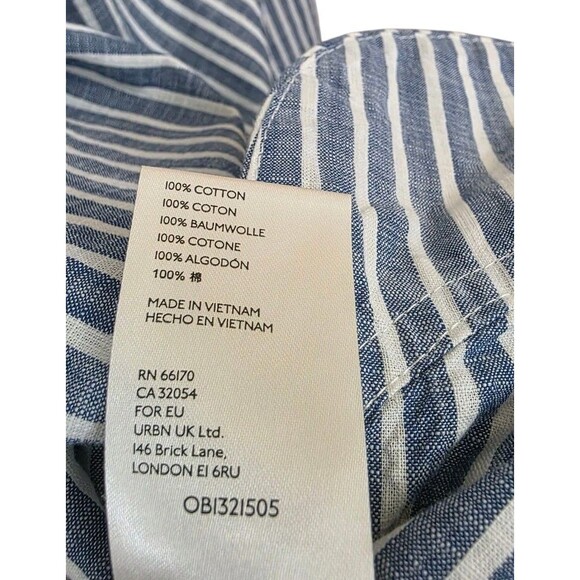 100% COTTON
100% COTON
100% BAUMWOLLE
100% COTONE
100% ALGODÓN
100% 棉
MADE IN VIETNAM
HECHO EN VIETNAM
RN 66170
CA 32054
FOR EU
URBN UK Ltd.
146 Brick Lane,
LONDON E1 6RU
OB1321505